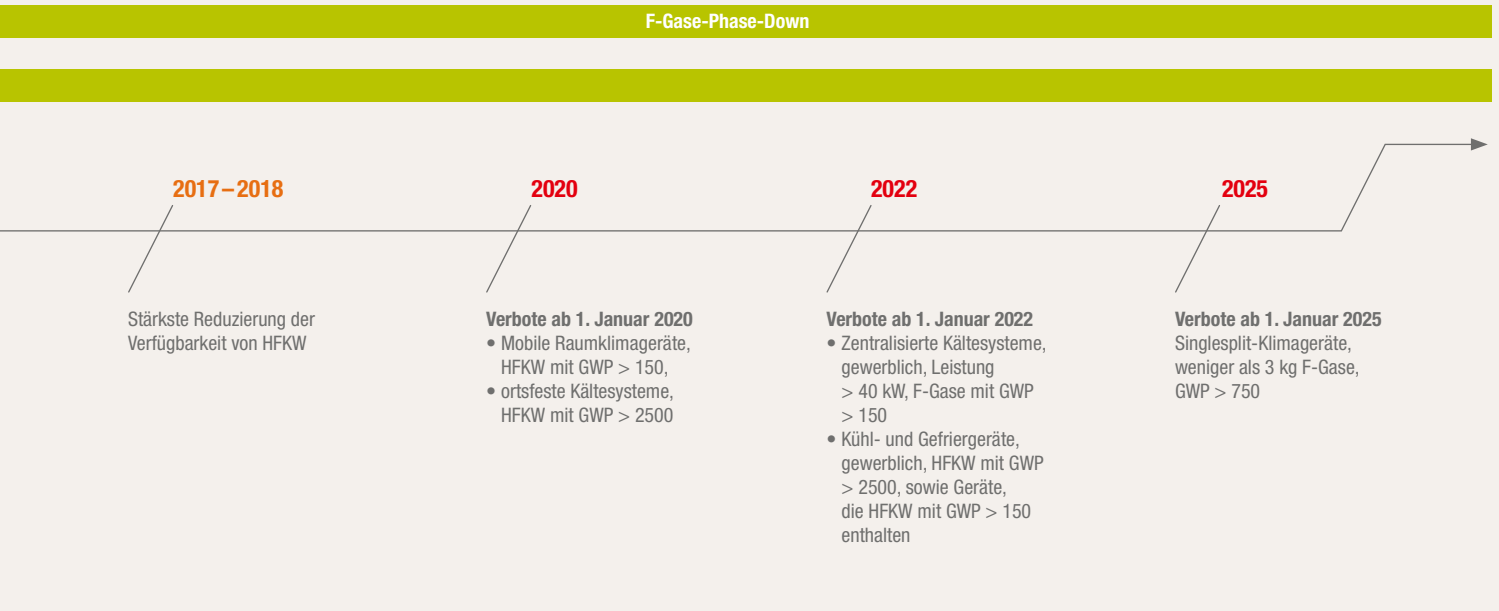 F-Gase-Phase-Down
2017–2018
Stärkste Reduzierung der
Verfügbarkeit von HFKW
2020
Verbote ab 1. Januar 2020
• Mobile Raumklimageräte,
HFKW mit GWP > 150,
• ortsfeste Kältesysteme,
HFKW mit GWP > 2500
2022
Verbote ab 1. Januar 2022
• Zentralisierte Kältesysteme,
gewerblich, Leistung
> 40 kW, F-Gase mit GWP
> 150
• Kühl- und Gefriergeräte,
gewerblich, HFKW mit GWP
> 2500, sowie Geräte,
die HFKW mit GWP > 150
enthalten
2025
Verbote ab 1. Januar 2025
Singlesplit-Klimageräte,
weniger als 3 kg F-Gase,
GWP > 750